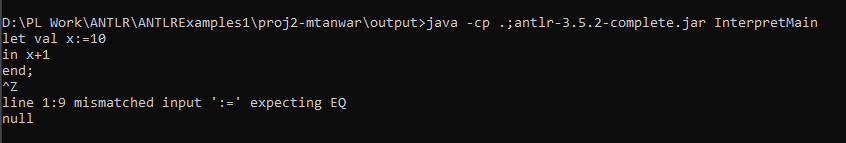 D:\PL Work\ANTLR\ANTLRExamples1\proj2-mtanwar\output>java -cp .;antlr-3.5.2-complete.jar InterpretMain
let val x:=10
in x+1
end;
^Z
line 1:9 mismatched input ':=' expecting EQ
null